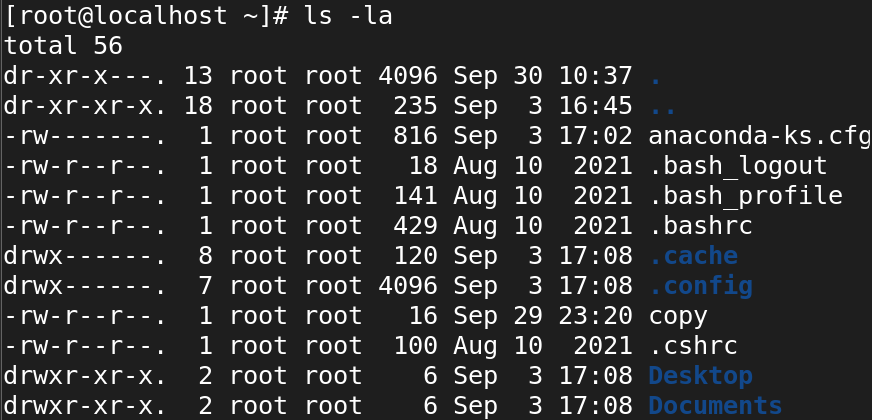 [root@localhost ~]# ls -la
total 56
dr-xr-x---. 13 root root 4096 Sep 30 10:37 .
dr-xr-xr-x. 18 root root  235 Sep  3 16:45 ..
-rw-------.  1 root root  816 Sep  3 17:02 anaconda-ks.cfg
-rw-r--r--.  1 root root   18 Aug 10  2021 .bash_logout
-rw-r--r--.  1 root root  141 Aug 10  2021 .bash_profile
-rw-r--r--.  1 root root  429 Aug 10  2021 .bashrc
drwx------.  8 root root  120 Sep  3 17:08 .cache
drwx------.  7 root root 4096 Sep  3 17:08 .config
-rw-r--r--.  1 root root   16 Sep 29 23:20 copy
-rw-r--r--.  1 root root  100 Aug 10  2021 .cshrc
drwxr-xr-x.  2 root root    6 Sep  3 17:08 Desktop
drwxr-xr-x.  2 root root    6 Sep  3 17:08 Documents